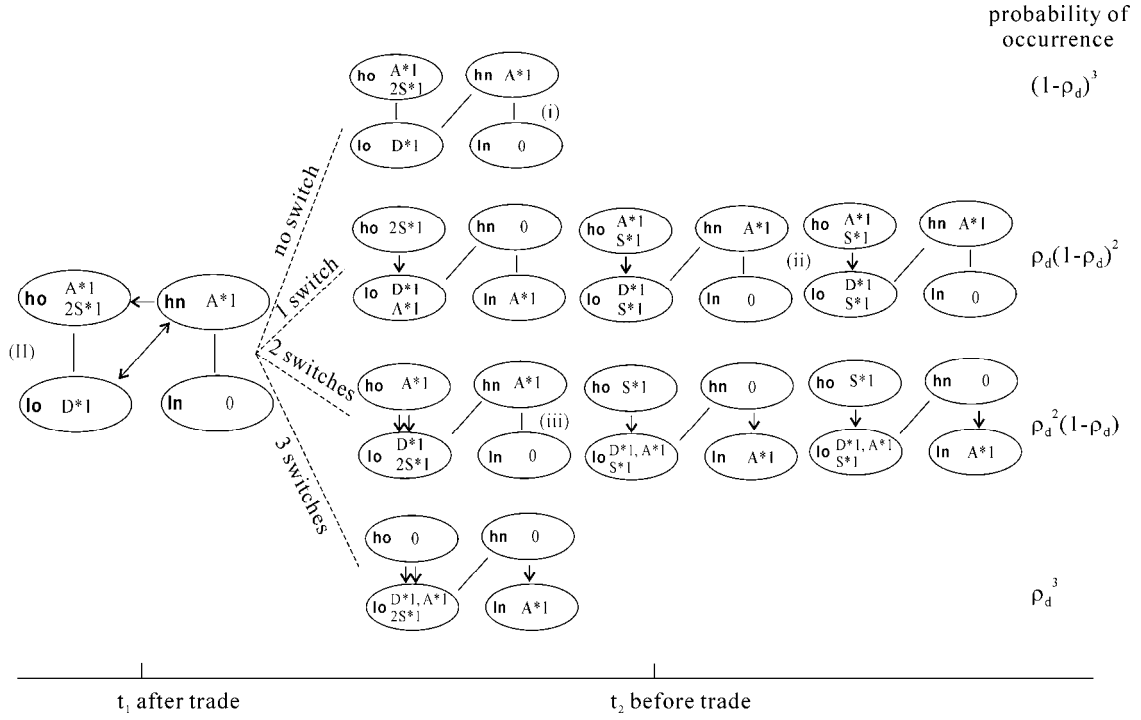 probability of
occurrence
ho A*1
2S*1
hn A*1
(1-ρd)³
(i)
lo D*1
ln 0
no switch
ho 2S*1
hn 0
ho A*1
S*1
hn A*1
ho A*1
S*1
hn A*1
ρd(1-ρd)²
(ii)
lo D*1
A*1
ln A*1
lo D*1
S*1
ln 0
lo D*1
S*1
ln 0
1 switch
ho A*1
2S*1
hn A*1
(II)
lo D*1
ln 0
2 switches
ho A*1
hn A*1
ho S*1
hn 0
ho S*1
hn 0
ρd²(1-ρd)
(iii)
lo D*1
2S*1
ln 0
lo D*1, A*1
S*1
ln A*1
lo D*1, A*1
S*1
ln A*1
3 switches
ho 0
hn 0
lo D*1, A*1
2S*1
ln A*1
ρd³
t₁ after trade
t₂ before trade